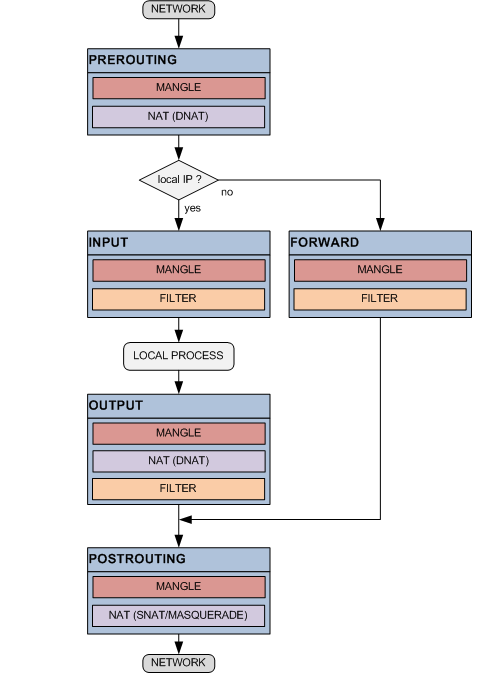 NETWORK
PREROUTING
MANGLE
NAT (DNAT)
local IP ?
no
yes
INPUT
MANGLE
FILTER
FORWARD
MANGLE
FILTER
LOCAL PROCESS
OUTPUT
MANGLE
NAT (DNAT)
FILTER
POSTROUTING
MANGLE
NAT (SNAT/MASQUERADE)
NETWORK